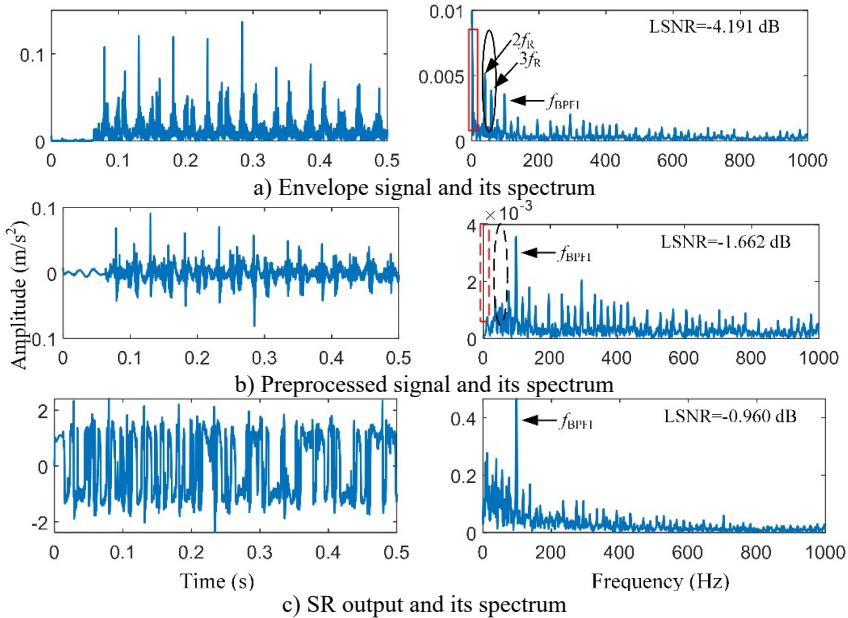 0.1
0
0.1 0.2 0.3 0.4 0.5
0.01
0.005
0
LSNR=-4.191 dB
2fR
3fR
fBPFI
200 400 600 800 1000
a) Envelope signal and its spectrum
Amplitude (m/s²)
0.1
0
-0.1
0 0.1 0.2 0.3 0.4 0.5
4 × 10⁻³
2
0
LSNR=-1.662 dB
fBPFI
0 200 400 600 800 1000
b) Preprocessed signal and its spectrum
2
0
-2
0 0.1 0.2 0.3 0.4 0.5
Time (s)
0.4
0.2
0
LSNR=-0.960 dB
fBPFI
0 200 400 600 800 1000
Frequency (Hz)
c) SR output and its spectrum